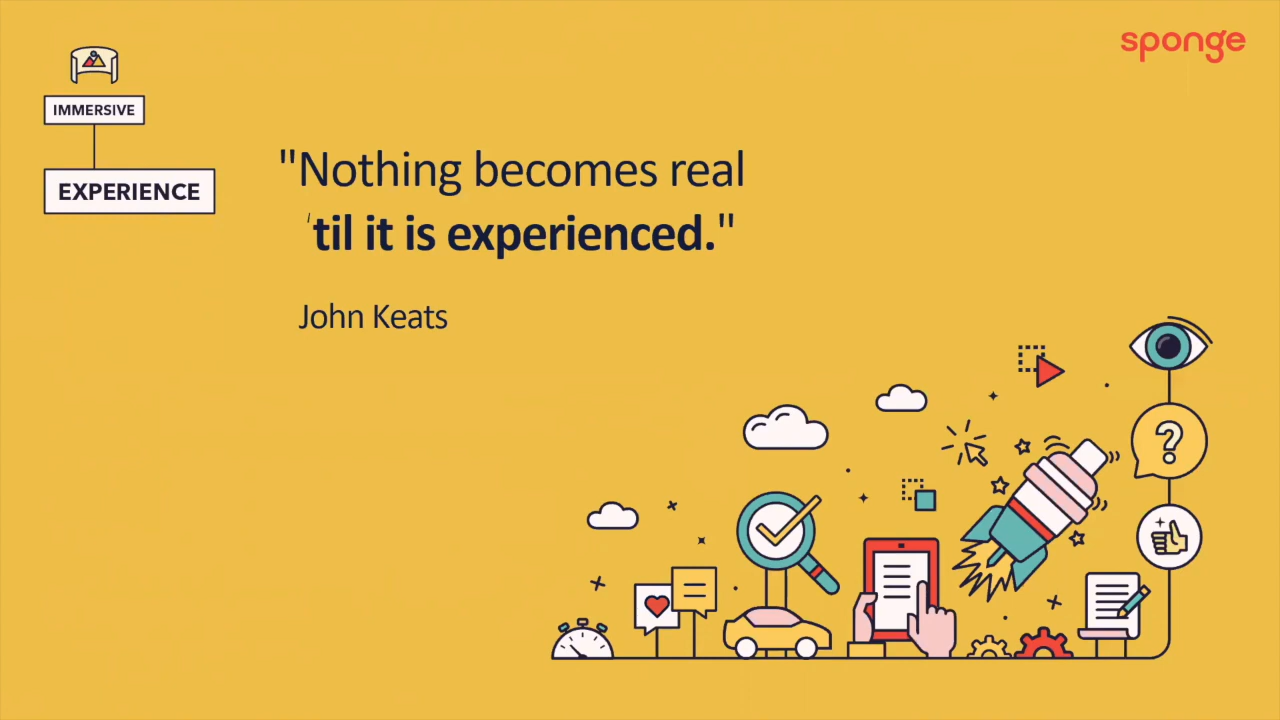 sponge
IMMERSIVE
EXPERIENCE
"Nothing becomes real
'til it is experienced."
John Keats
?